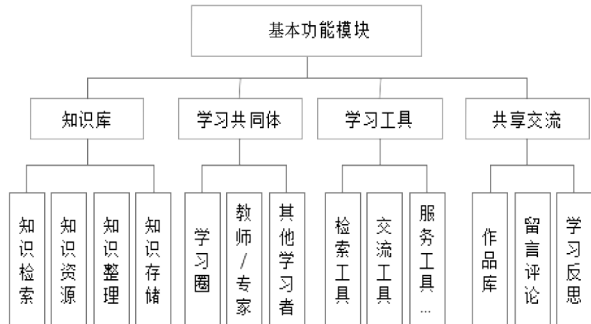 基本功能模块
知识库
学习共同体
学习工具
共享交流
知识检索
知识资源
知识整理
知识存储
学习圈
教师/专家
其他学习者
检索工具
交流工具
服务工具…
作品库
留言评论
学习反思